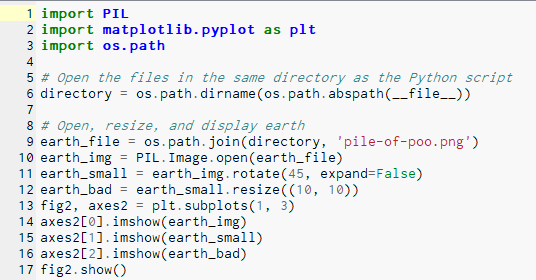 1 import PIL
2 import matplotlib.pyplot as plt
3 import os.path
4
5 # Open the files in the same directory as the Python script
6 directory = os.path.dirname(os.path.abspath(__file__))
7
8 # Open, resize, and display earth
9 earth_file = os.path.join(directory, 'pile-of-poo.png')
10 earth_img = PIL.Image.open(earth_file)
11 earth_small = earth_img.rotate(45, expand=False)
12 earth_bad = earth_small.resize((10, 10))
13 fig2, axes2 = plt.subplots(1, 3)
14 axes2[0].imshow(earth_img)
15 axes2[1].imshow(earth_small)
16 axes2[2].imshow(earth_bad)
17 fig2.show()